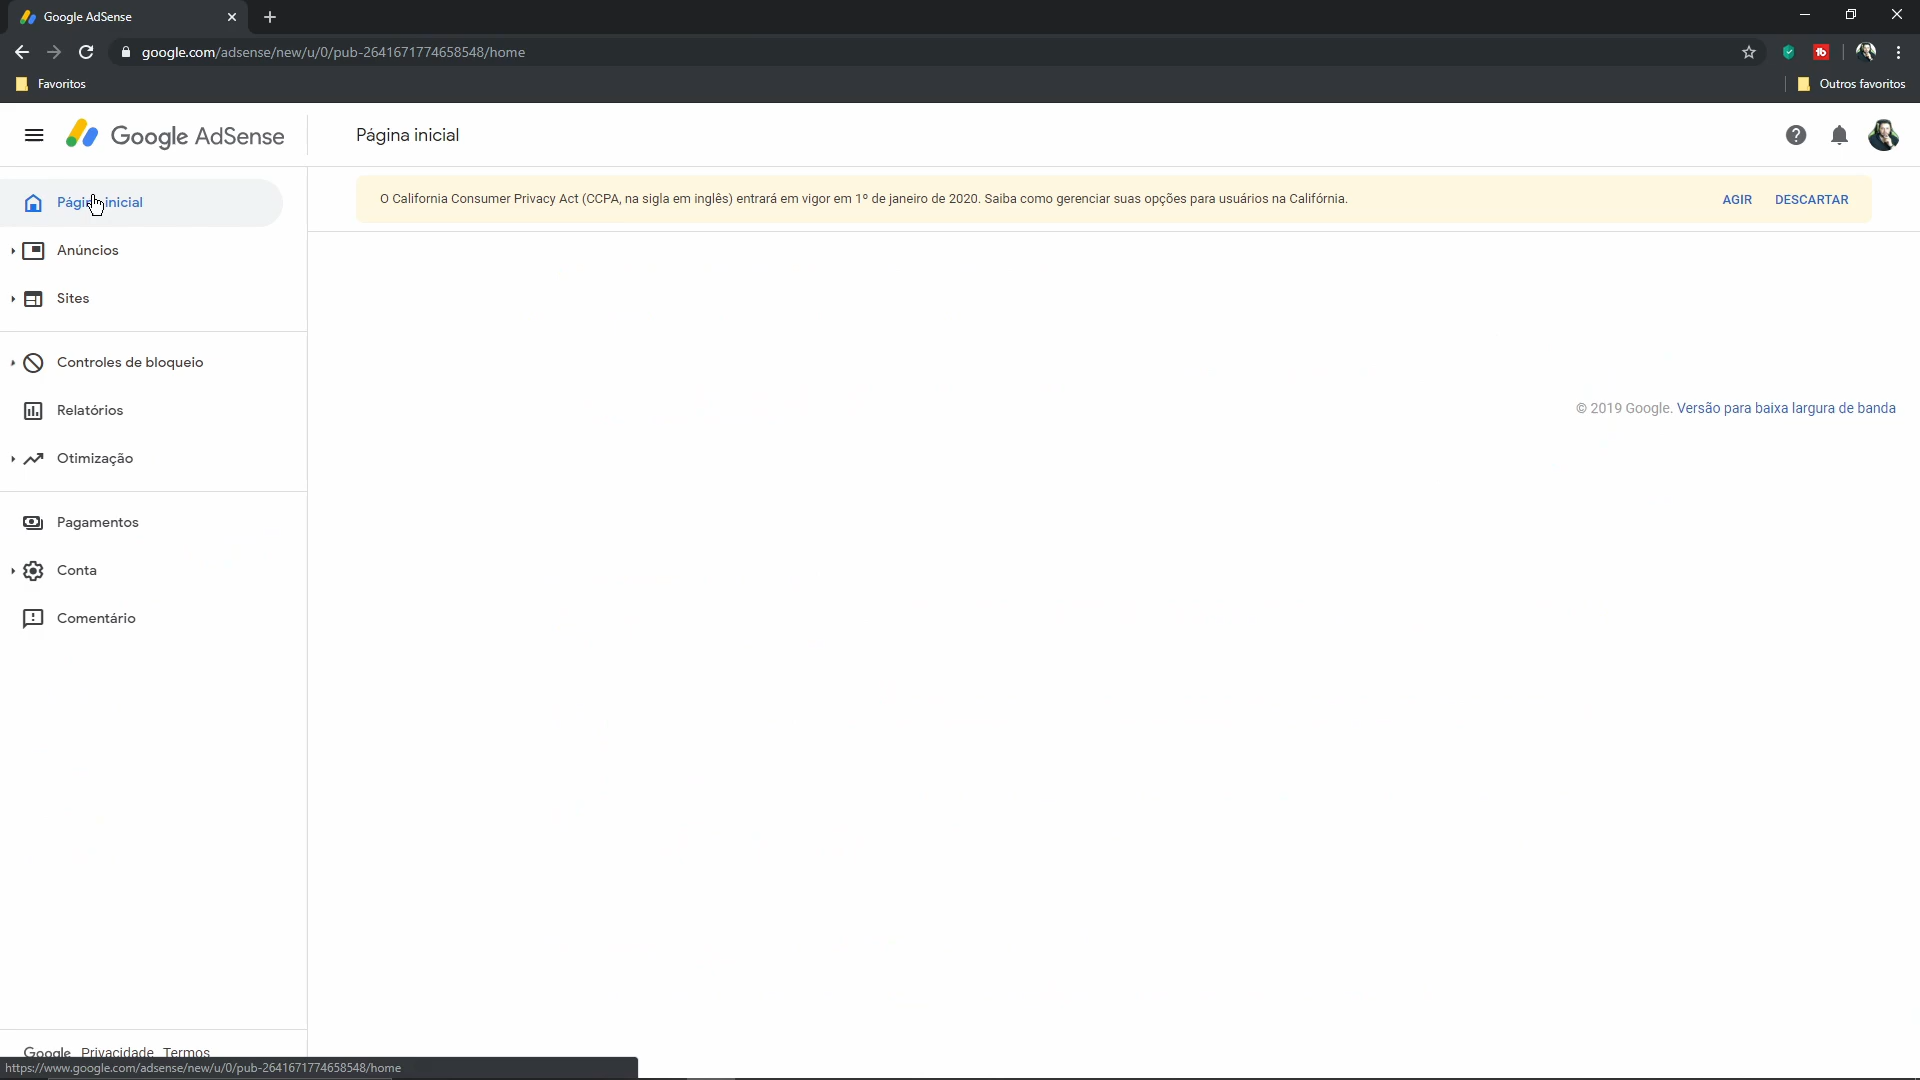 Google AdSense
google.com/adsense/new/u/0/pub-2641671774658548/home
Favoritos
Outros favoritos
Google AdSense
Página inicial
Página inicial
O California Consumer Privacy Act (CCPA, na sigla em inglês) entrará em vigor em 1º de janeiro de 2020. Saiba como gerenciar suas opções para usuários na Califórnia.
AGIR
DESCARTAR
Anúncios
Sites
Controles de bloqueio
Relatórios
© 2019 Google. Versão para baixa largura de banda
Otimização
Pagamentos
Conta
Comentário
Google Privacidade Termos
https://www.google.com/adsense/new/u/0/pub-2641671774658548/home